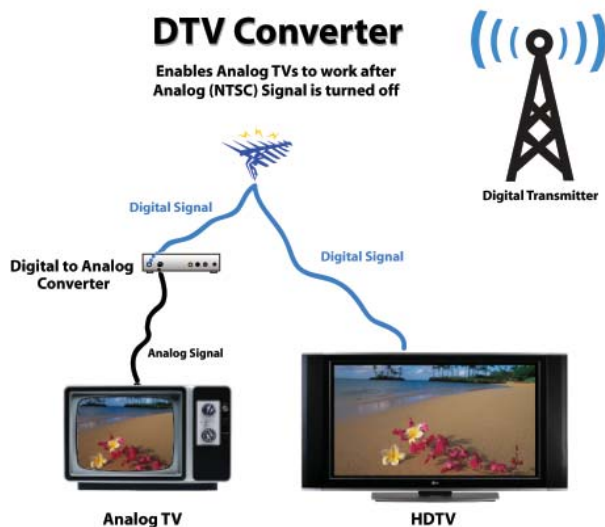 DTV Converter
Enables Analog TVs to work after
Analog (NTSC) Signal is turned off
Digital Transmitter
Digital Signal
Digital Signal
Digital to Analog
Converter
Analog Signal
Analog TV
HDTV